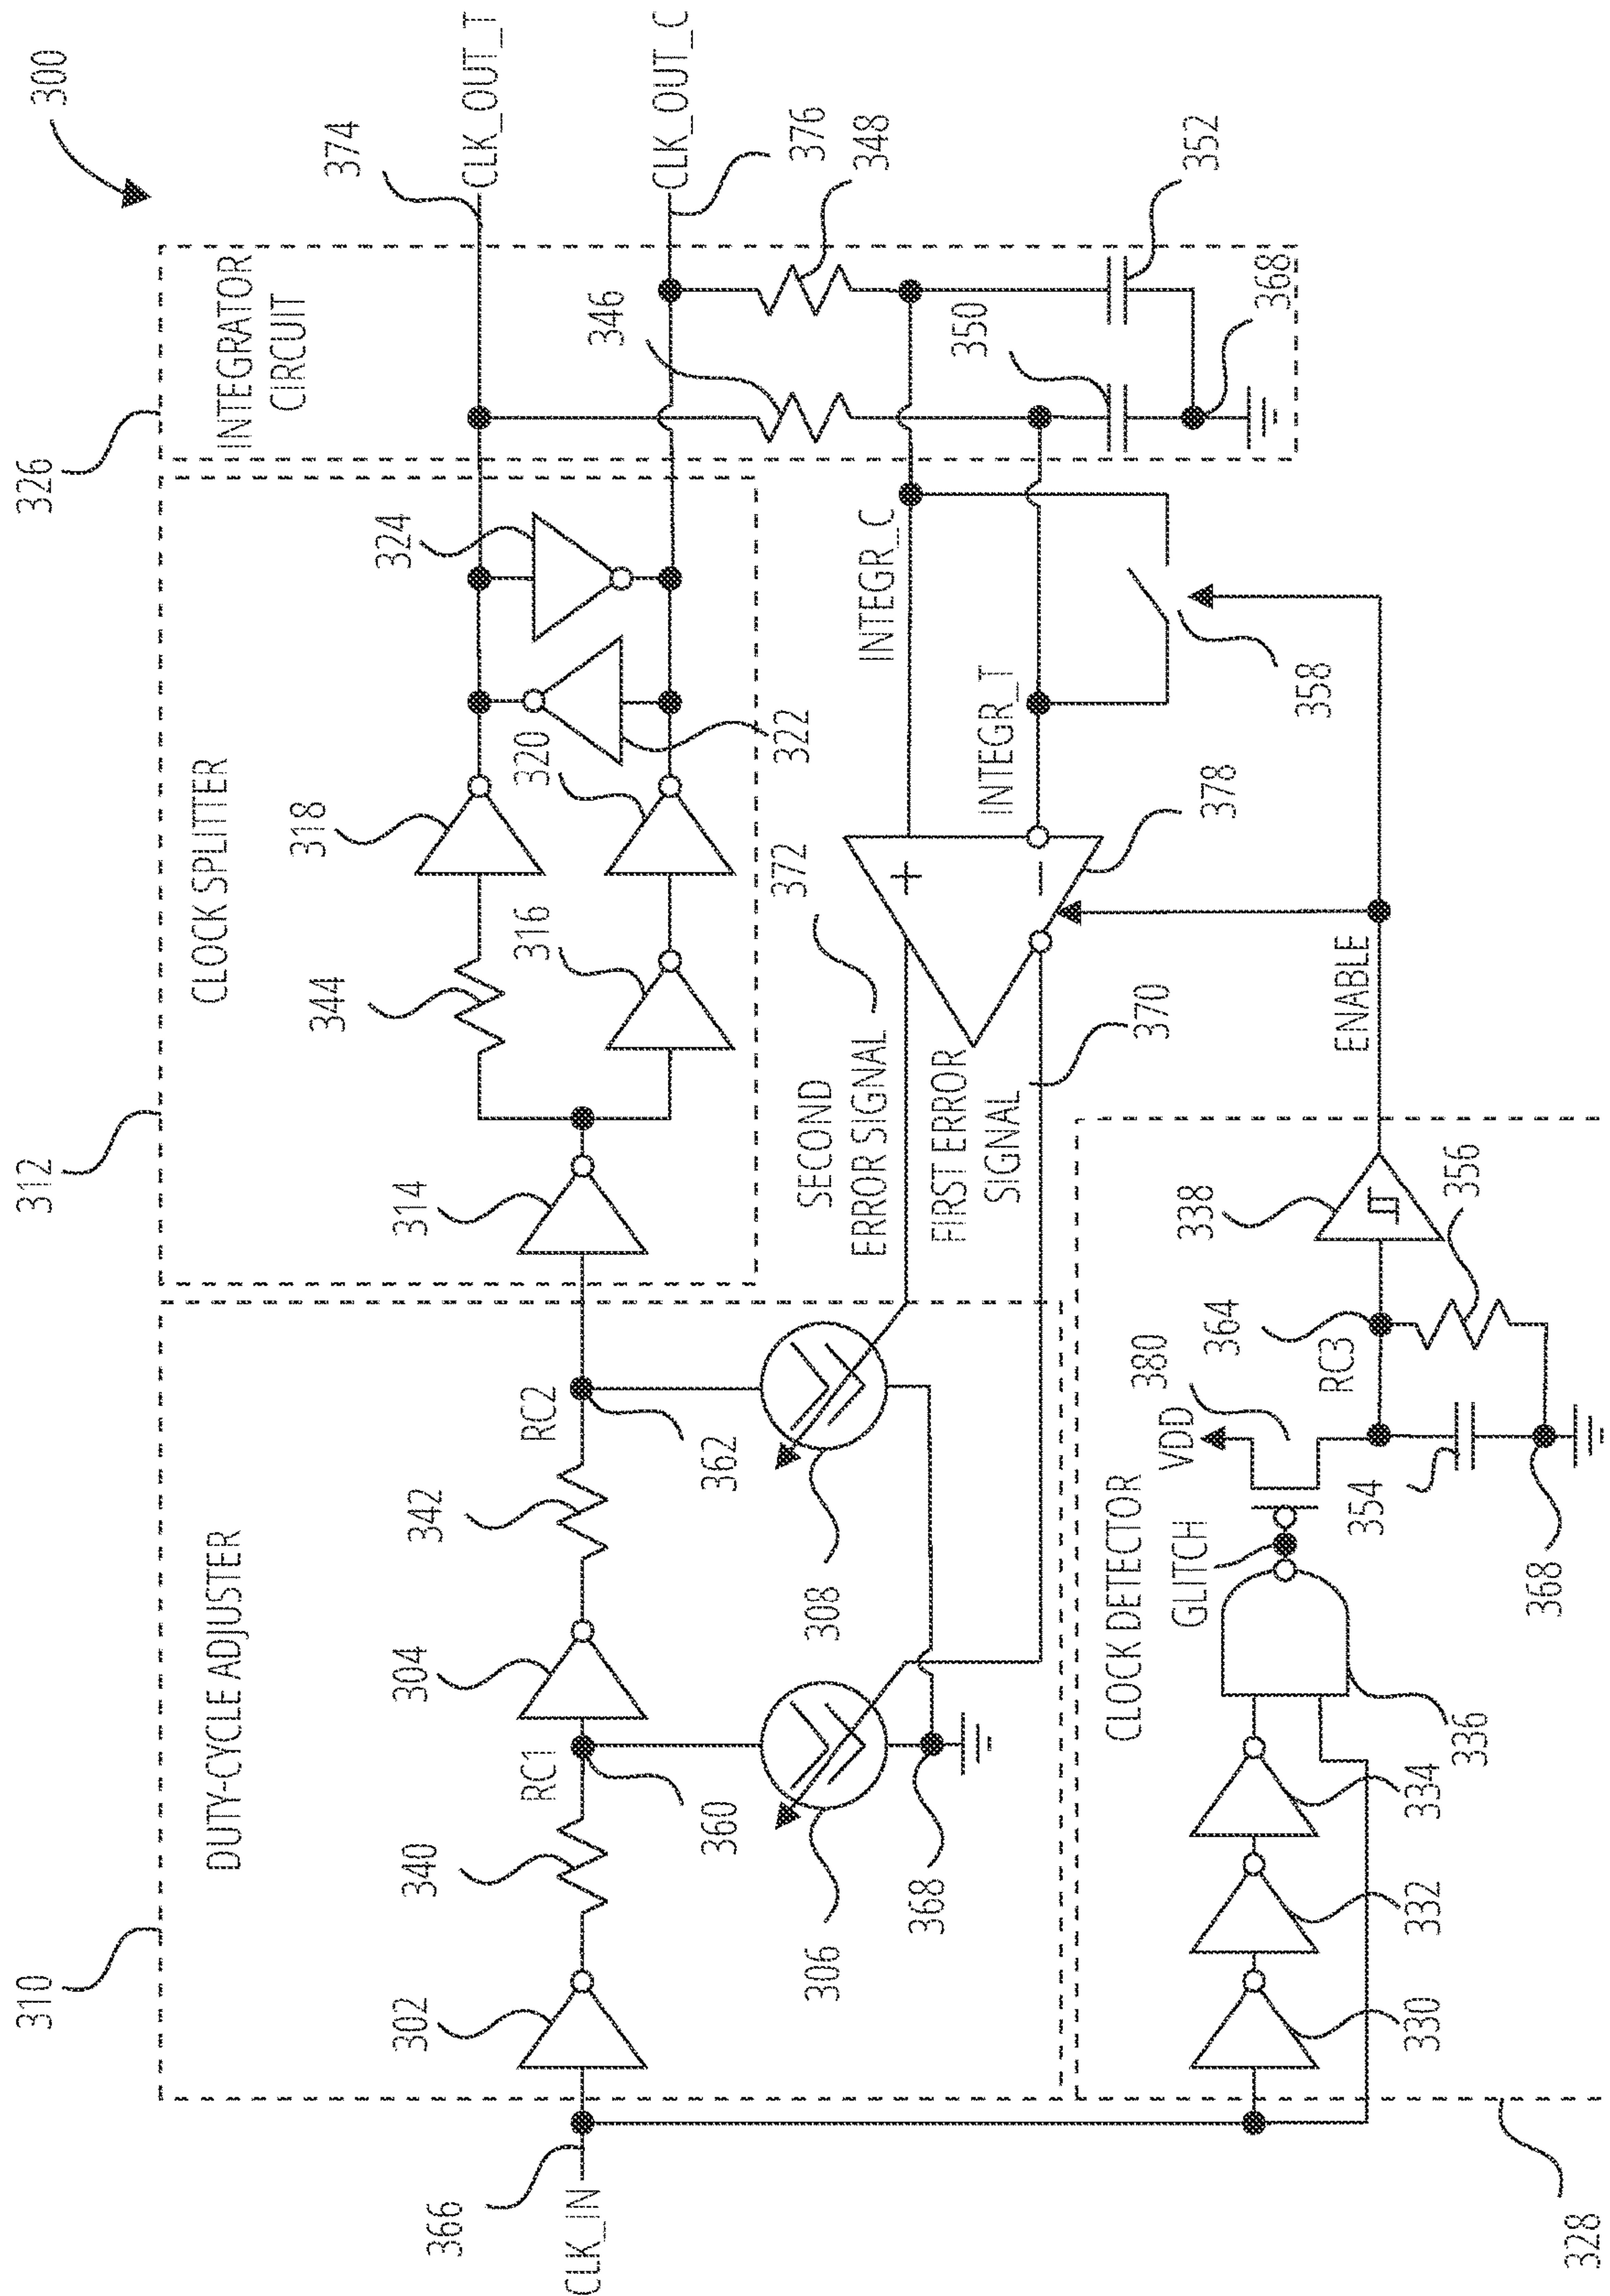 300
326
312
310
INTEGRATOR
CIRCUIT
CLOCK SPLITTER
DUTY-CYCLE ADJUSTER
374
CLK_OUT_T
CLK_OUT_C
376
348
352
346
350
368
324
322
320
318
316
344
314
INTEGR_C
INTEGR_T
358
378
372
370
SECOND
ERROR SIGNAL
FIRST ERROR
SIGNAL
+
−
ENABLE
RC2
362
342
304
308
RC1
360
340
302
306
368
366
CLK_IN
CLOCK DETECTOR
338
356
364
RC3
380
VDD
354
GLITCH
368
336
334
332
330
328